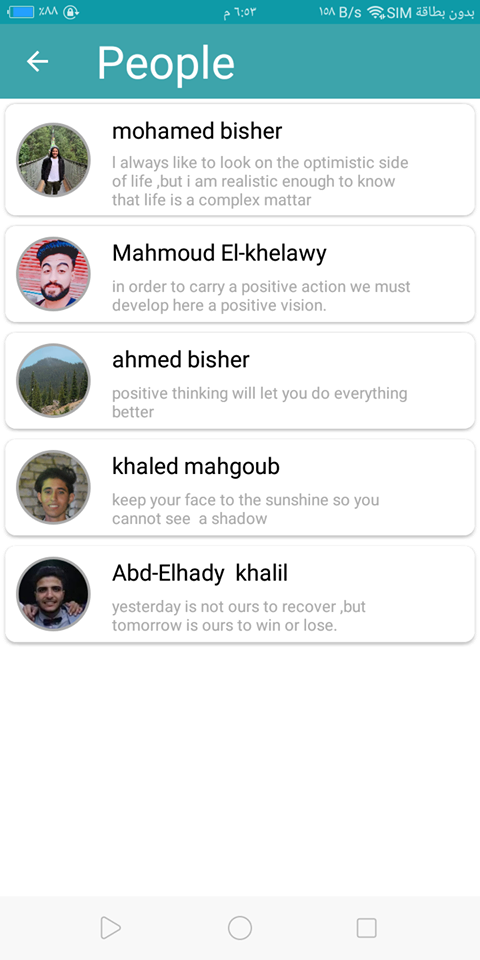 ٪٨٨ ٦:٥٣ م ١٥٨ B/s بدون بطاقة SIM
People
mohamed bisher
I always like to look on the optimistic side
of life ,but i am realistic enough to know
that life is a complex mattar
Mahmoud El-khelawy
in order to carry a positive action we must
develop here a positive vision.
ahmed bisher
positive thinking will let you do everything
better
khaled mahgoub
keep your face to the sunshine so you
cannot see  a shadow
Abd-Elhady  khalil
yesterday is not ours to recover ,but
tomorrow is ours to win or lose.